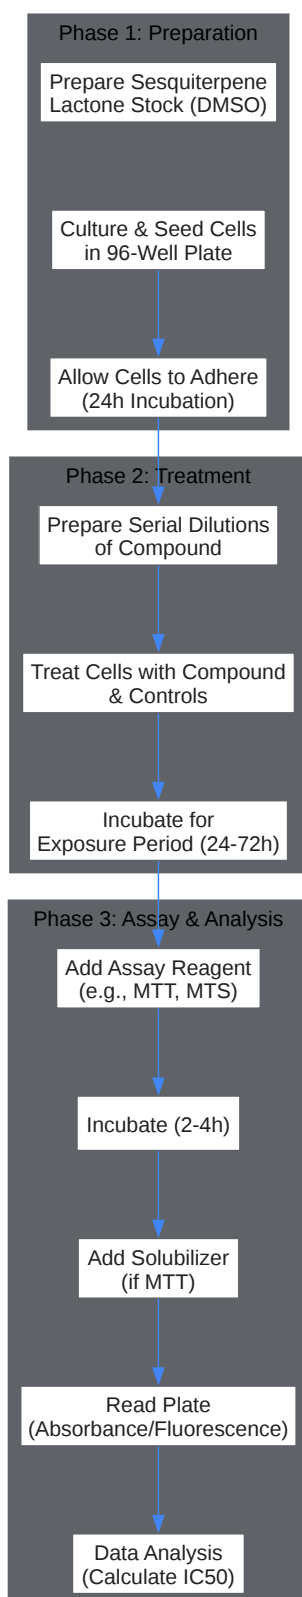 Phase 1: Preparation
Prepare Sesquiterpene
Lactone Stock (DMSO)
Culture & Seed Cells
in 96-Well Plate
Allow Cells to Adhere
(24h Incubation)
Phase 2: Treatment
Prepare Serial Dilutions
of Compound
Treat Cells with Compound
& Controls
Incubate for
Exposure Period (24-72h)
Phase 3: Assay & Analysis
Add Assay Reagent
(e.g., MTT, MTS)
Incubate (2-4h)
Add Solubilizer
(if MTT)
Read Plate
(Absorbance/Fluorescence)
Data Analysis
(Calculate IC50)